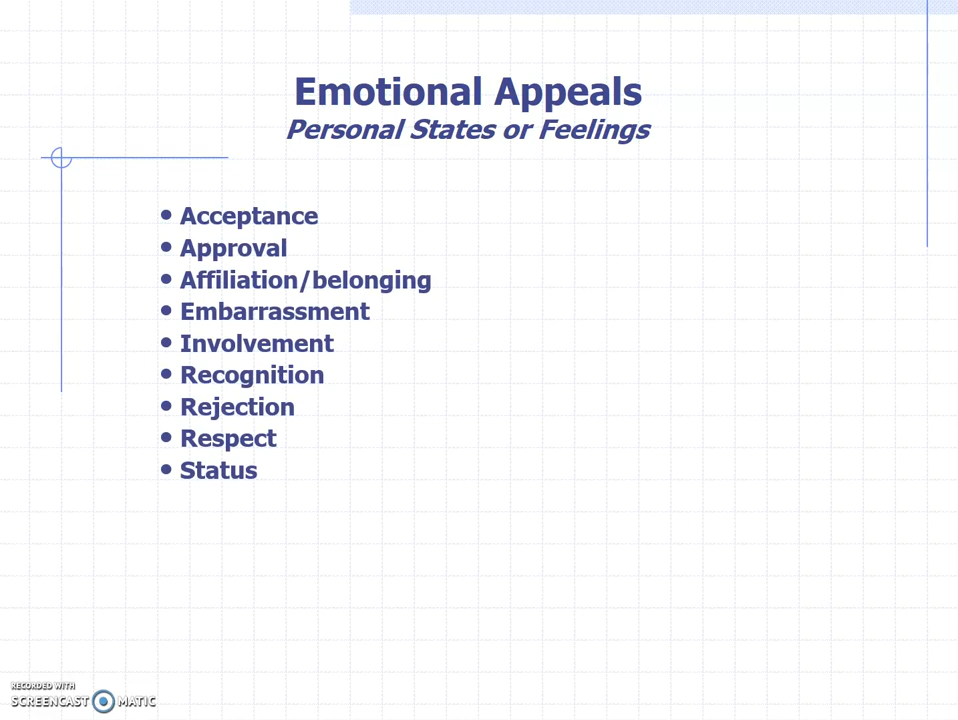 Emotional Appeals
Personal States or Feelings
• Acceptance
• Approval
• Affiliation/belonging
• Embarrassment
• Involvement
• Recognition
• Rejection
• Respect
• Status
RECORDED WITH
SCREENCAST MATIC